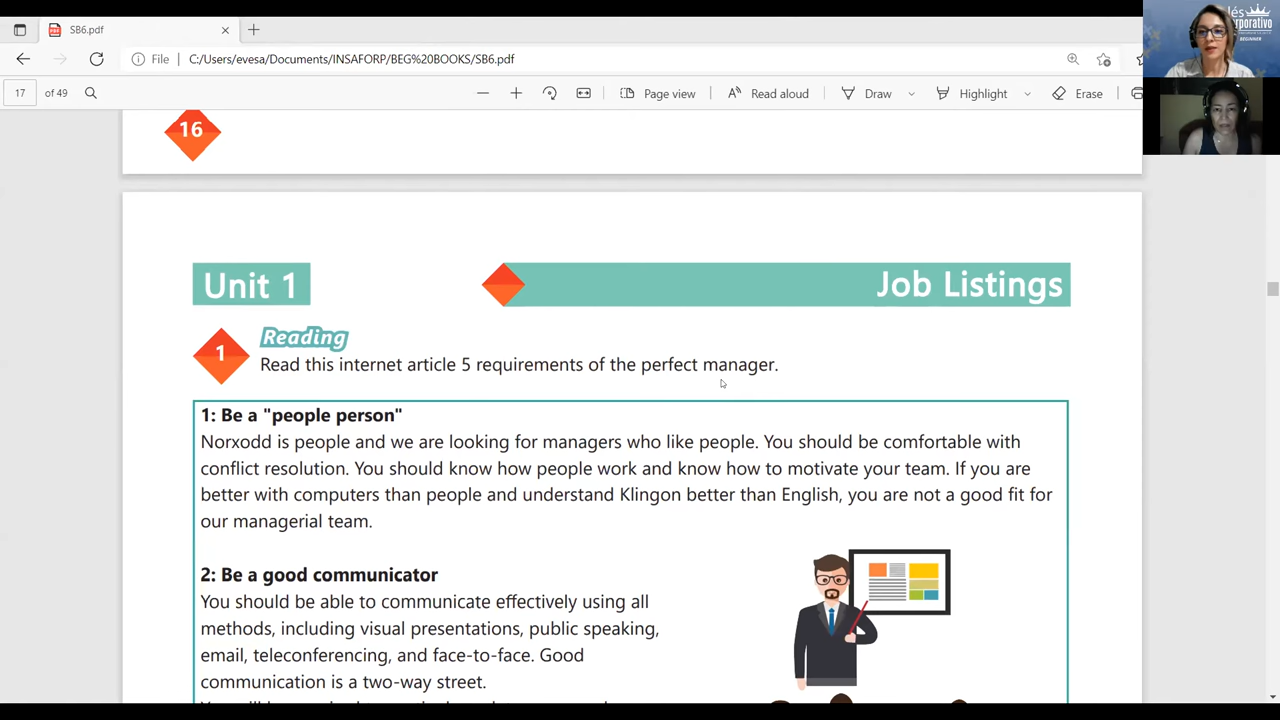 SB6.pdf
File
C:/Users/evesa/Documents/INSAFORP/BEG%20BOOKS/SB6.pdf
17 of 49
Page view
Read aloud
Draw
Highlight
Erase
BEGINNER
16
Unit 1
Job Listings
1
Reading
Read this internet article 5 requirements of the perfect manager.
1: Be a "people person"
Norxodd is people and we are looking for managers who like people. You should be comfortable with
conflict resolution. You should know how people work and know how to motivate your team. If you are
better with computers than people and understand Klingon better than English, you are not a good fit for
our managerial team.
2: Be a good communicator
You should be able to communicate effectively using all
methods, including visual presentations, public speaking,
email, teleconferencing, and face-to-face. Good
communication is a two-way street.